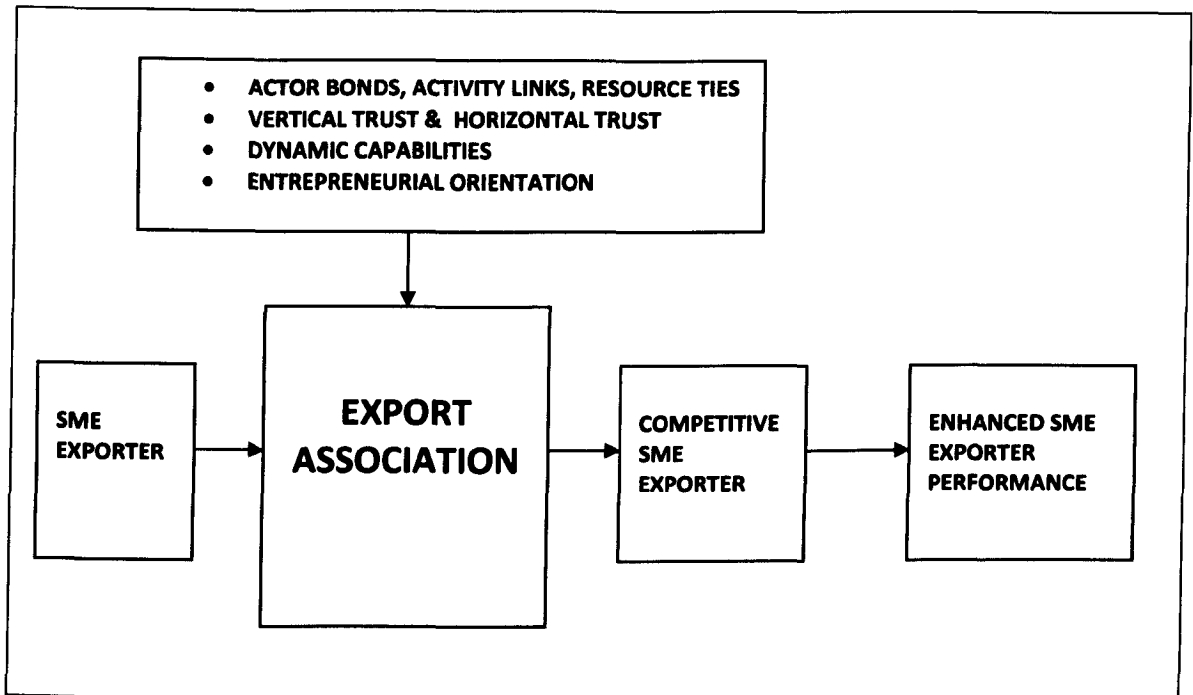 • ACTOR BONDS, ACTIVITY LINKS, RESOURCE TIES
• VERTICAL TRUST & HORIZONTAL TRUST
• DYNAMIC CAPABILITIES
• ENTREPRENEURIAL ORIENTATION
SME
EXPORTER
EXPORT
ASSOCIATION
COMPETITIVE
SME
EXPORTER
ENHANCED SME
EXPORTER
PERFORMANCE